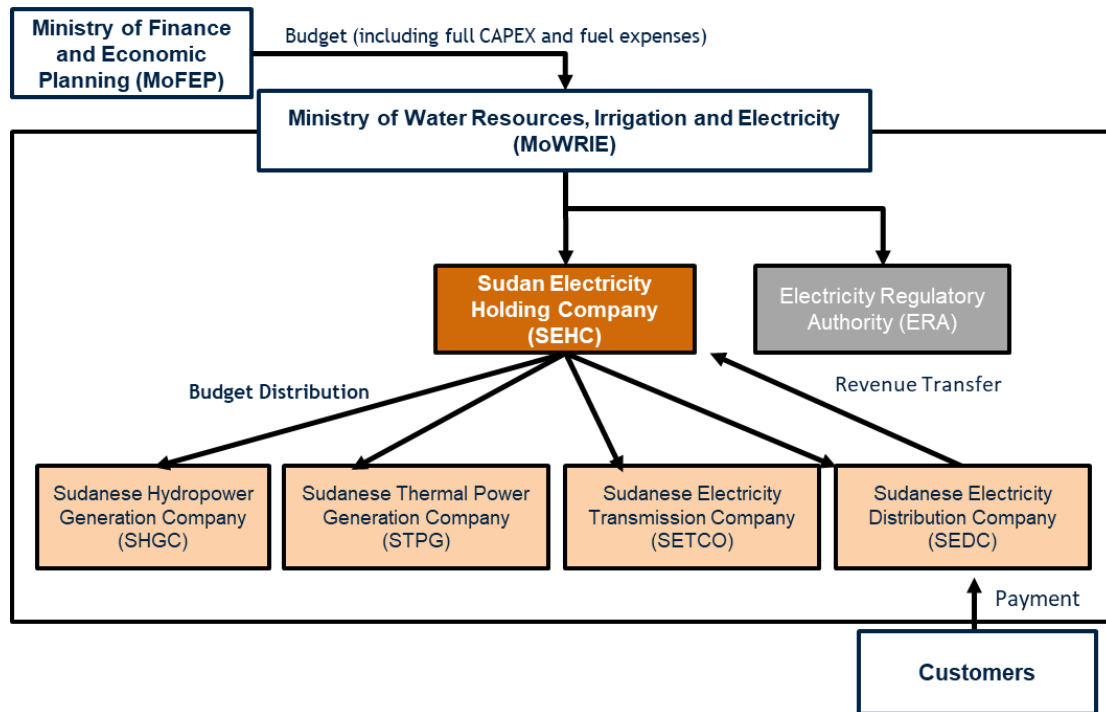 Ministry of Finance
and Economic
Planning (MoFEP)
Budget (including full CAPEX and fuel expenses)
Ministry of Water Resources, Irrigation and Electricity
(MoWRIE)
Sudan Electricity
Holding Company
(SEHC)
Electricity Regulatory
Authority (ERA)
Budget Distribution
Revenue Transfer
Sudanese Hydropower
Generation Company
(SHGC)
Sudanese Thermal Power
Generation Company
(STPG)
Sudanese Electricity
Transmission Company
(SETCO)
Sudanese Electricity
Distribution Company
(SEDC)
Payment
Customers